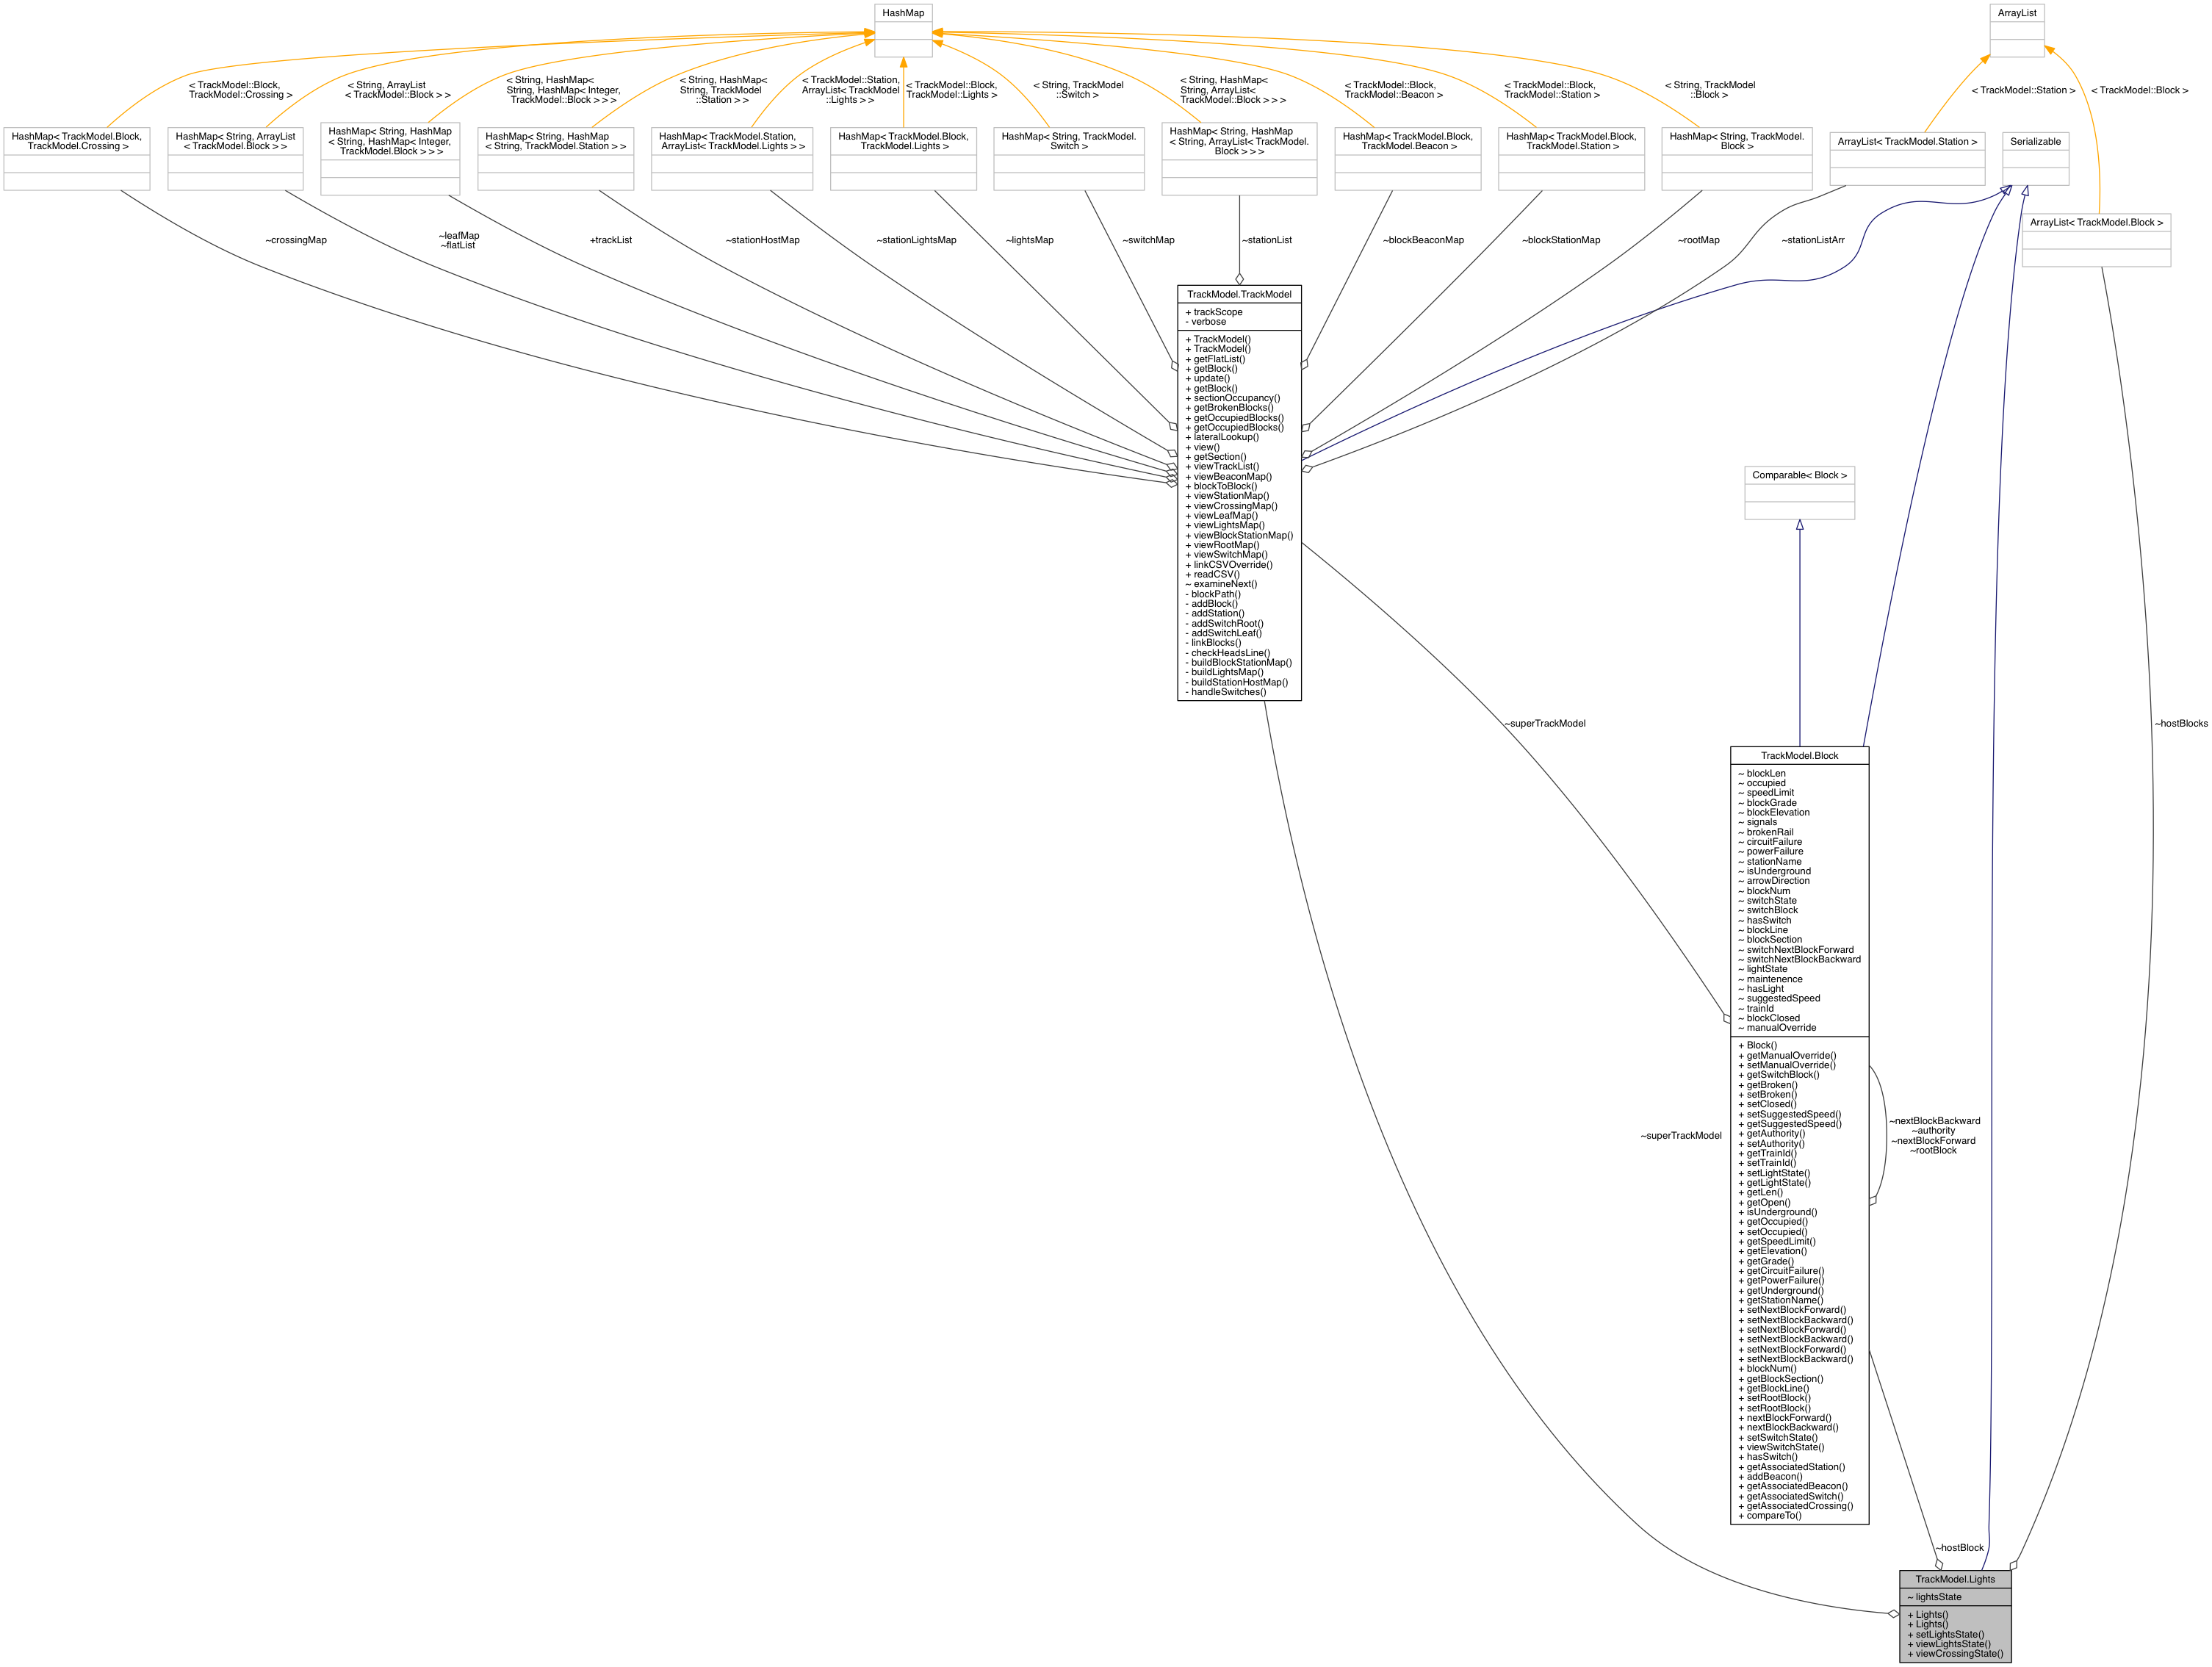 HashMap
ArrayList
< TrackModel::Block,
TrackModel::Crossing >
< String, ArrayList
< TrackModel::Block > >
< String, HashMap<
String, HashMap< Integer,
TrackModel::Block > > >
< String, HashMap<
String, TrackModel
::Station > >
< TrackModel::Station,
ArrayList< TrackModel
::Lights > >
< TrackModel::Block,
TrackModel::Lights >
< String, TrackModel
::Switch >
< String, HashMap<
String, ArrayList<
TrackModel::Block > > >
< TrackModel::Block,
TrackModel::Beacon >
< TrackModel::Block,
TrackModel::Station >
< String, TrackModel
::Block >
< TrackModel::Station >
< TrackModel::Block >
HashMap< TrackModel.Block,
TrackModel.Crossing >
HashMap< String, ArrayList
< TrackModel.Block > >
HashMap< String, HashMap
< String, HashMap< Integer,
TrackModel.Block > > >
HashMap< String, HashMap
< String, TrackModel.Station > >
HashMap< TrackModel.Station,
ArrayList< TrackModel.Lights > >
HashMap< TrackModel.Block,
TrackModel.Lights >
HashMap< String, TrackModel.
Switch >
HashMap< String, HashMap
< String, ArrayList< TrackModel.
Block > > >
HashMap< TrackModel.Block,
TrackModel.Beacon >
HashMap< TrackModel.Block,
TrackModel.Station >
HashMap< String, TrackModel.
Block >
ArrayList< TrackModel.Station >
Serializable
ArrayList< TrackModel.Block >
~crossingMap
~leafMap
~flatList
+trackList
~stationHostMap
~stationLightsMap
~lightsMap
~switchMap
~stationList
~blockBeaconMap
~blockStationMap
~rootMap
~stationListArr
TrackModel.TrackModel
+ trackScope
- verbose
+ TrackModel()
+ TrackModel()
+ getFlatList()
+ getBlock()
+ update()
+ getBlock()
+ sectionOccupancy()
+ getBrokenBlocks()
+ getOccupiedBlocks()
+ getOccupiedBlocks()
+ lateralLookup()
+ view()
+ getSection()
+ viewTrackList()
+ viewBeaconMap()
+ blockToBlock()
+ viewStationMap()
+ viewCrossingMap()
+ viewLeafMap()
+ viewLightsMap()
+ viewBlockStationMap()
+ viewRootMap()
+ viewSwitchMap()
+ linkCSVOverride()
+ readCSV()
~ examineNext()
- blockPath()
- addBlock()
- addStation()
- addSwitchRoot()
- addSwitchLeaf()
- linkBlocks()
- checkHeadsLine()
- buildBlockStationMap()
- buildLightsMap()
- buildStationHostMap()
- handleSwitches()
Comparable< Block >
~superTrackModel
~hostBlocks
TrackModel.Block
~ blockLen
~ occupied
~ speedLimit
~ blockGrade
~ blockElevation
~ signals
~ brokenRail
~ circuitFailure
~ powerFailure
~ stationName
~ isUnderground
~ arrowDirection
~ blockNum
~ switchState
~ switchBlock
~ hasSwitch
~ blockLine
~ blockSection
~ switchNextBlockForward
~ switchNextBlockBackward
~ lightState
~ maintenence
~ hasLight
~ suggestedSpeed
~ trainId
~ blockClosed
~ manualOverride
+ Block()
+ getManualOverride()
+ setManualOverride()
+ getSwitchBlock()
+ getBroken()
+ setBroken()
+ setClosed()
+ setSuggestedSpeed()
+ getSuggestedSpeed()
+ getAuthority()
+ setAuthority()
+ getTrainId()
+ setTrainId()
+ setLightState()
+ getLightState()
+ getLen()
+ getOpen()
+ isUnderground()
+ getOccupied()
+ setOccupied()
+ getSpeedLimit()
+ getElevation()
+ getGrade()
+ getCircuitFailure()
+ getPowerFailure()
+ getUnderground()
+ getStationName()
+ setNextBlockForward()
+ setNextBlockBackward()
+ setNextBlockForward()
+ setNextBlockBackward()
+ setNextBlockForward()
+ setNextBlockBackward()
+ blockNum()
+ getBlockSection()
+ getBlockLine()
+ setRootBlock()
+ setRootBlock()
+ nextBlockForward()
+ nextBlockBackward()
+ setSwitchState()
+ viewSwitchState()
+ hasSwitch()
+ getAssociatedStation()
+ addBeacon()
+ getAssociatedBeacon()
+ getAssociatedSwitch()
+ getAssociatedCrossing()
+ compareTo()
~nextBlockBackward
~authority
~nextBlockForward
~rootBlock
~superTrackModel
~hostBlock
TrackModel.Lights
~ lightsState
+ Lights()
+ Lights()
+ setLightsState()
+ viewLightsState()
+ viewCrossingState()